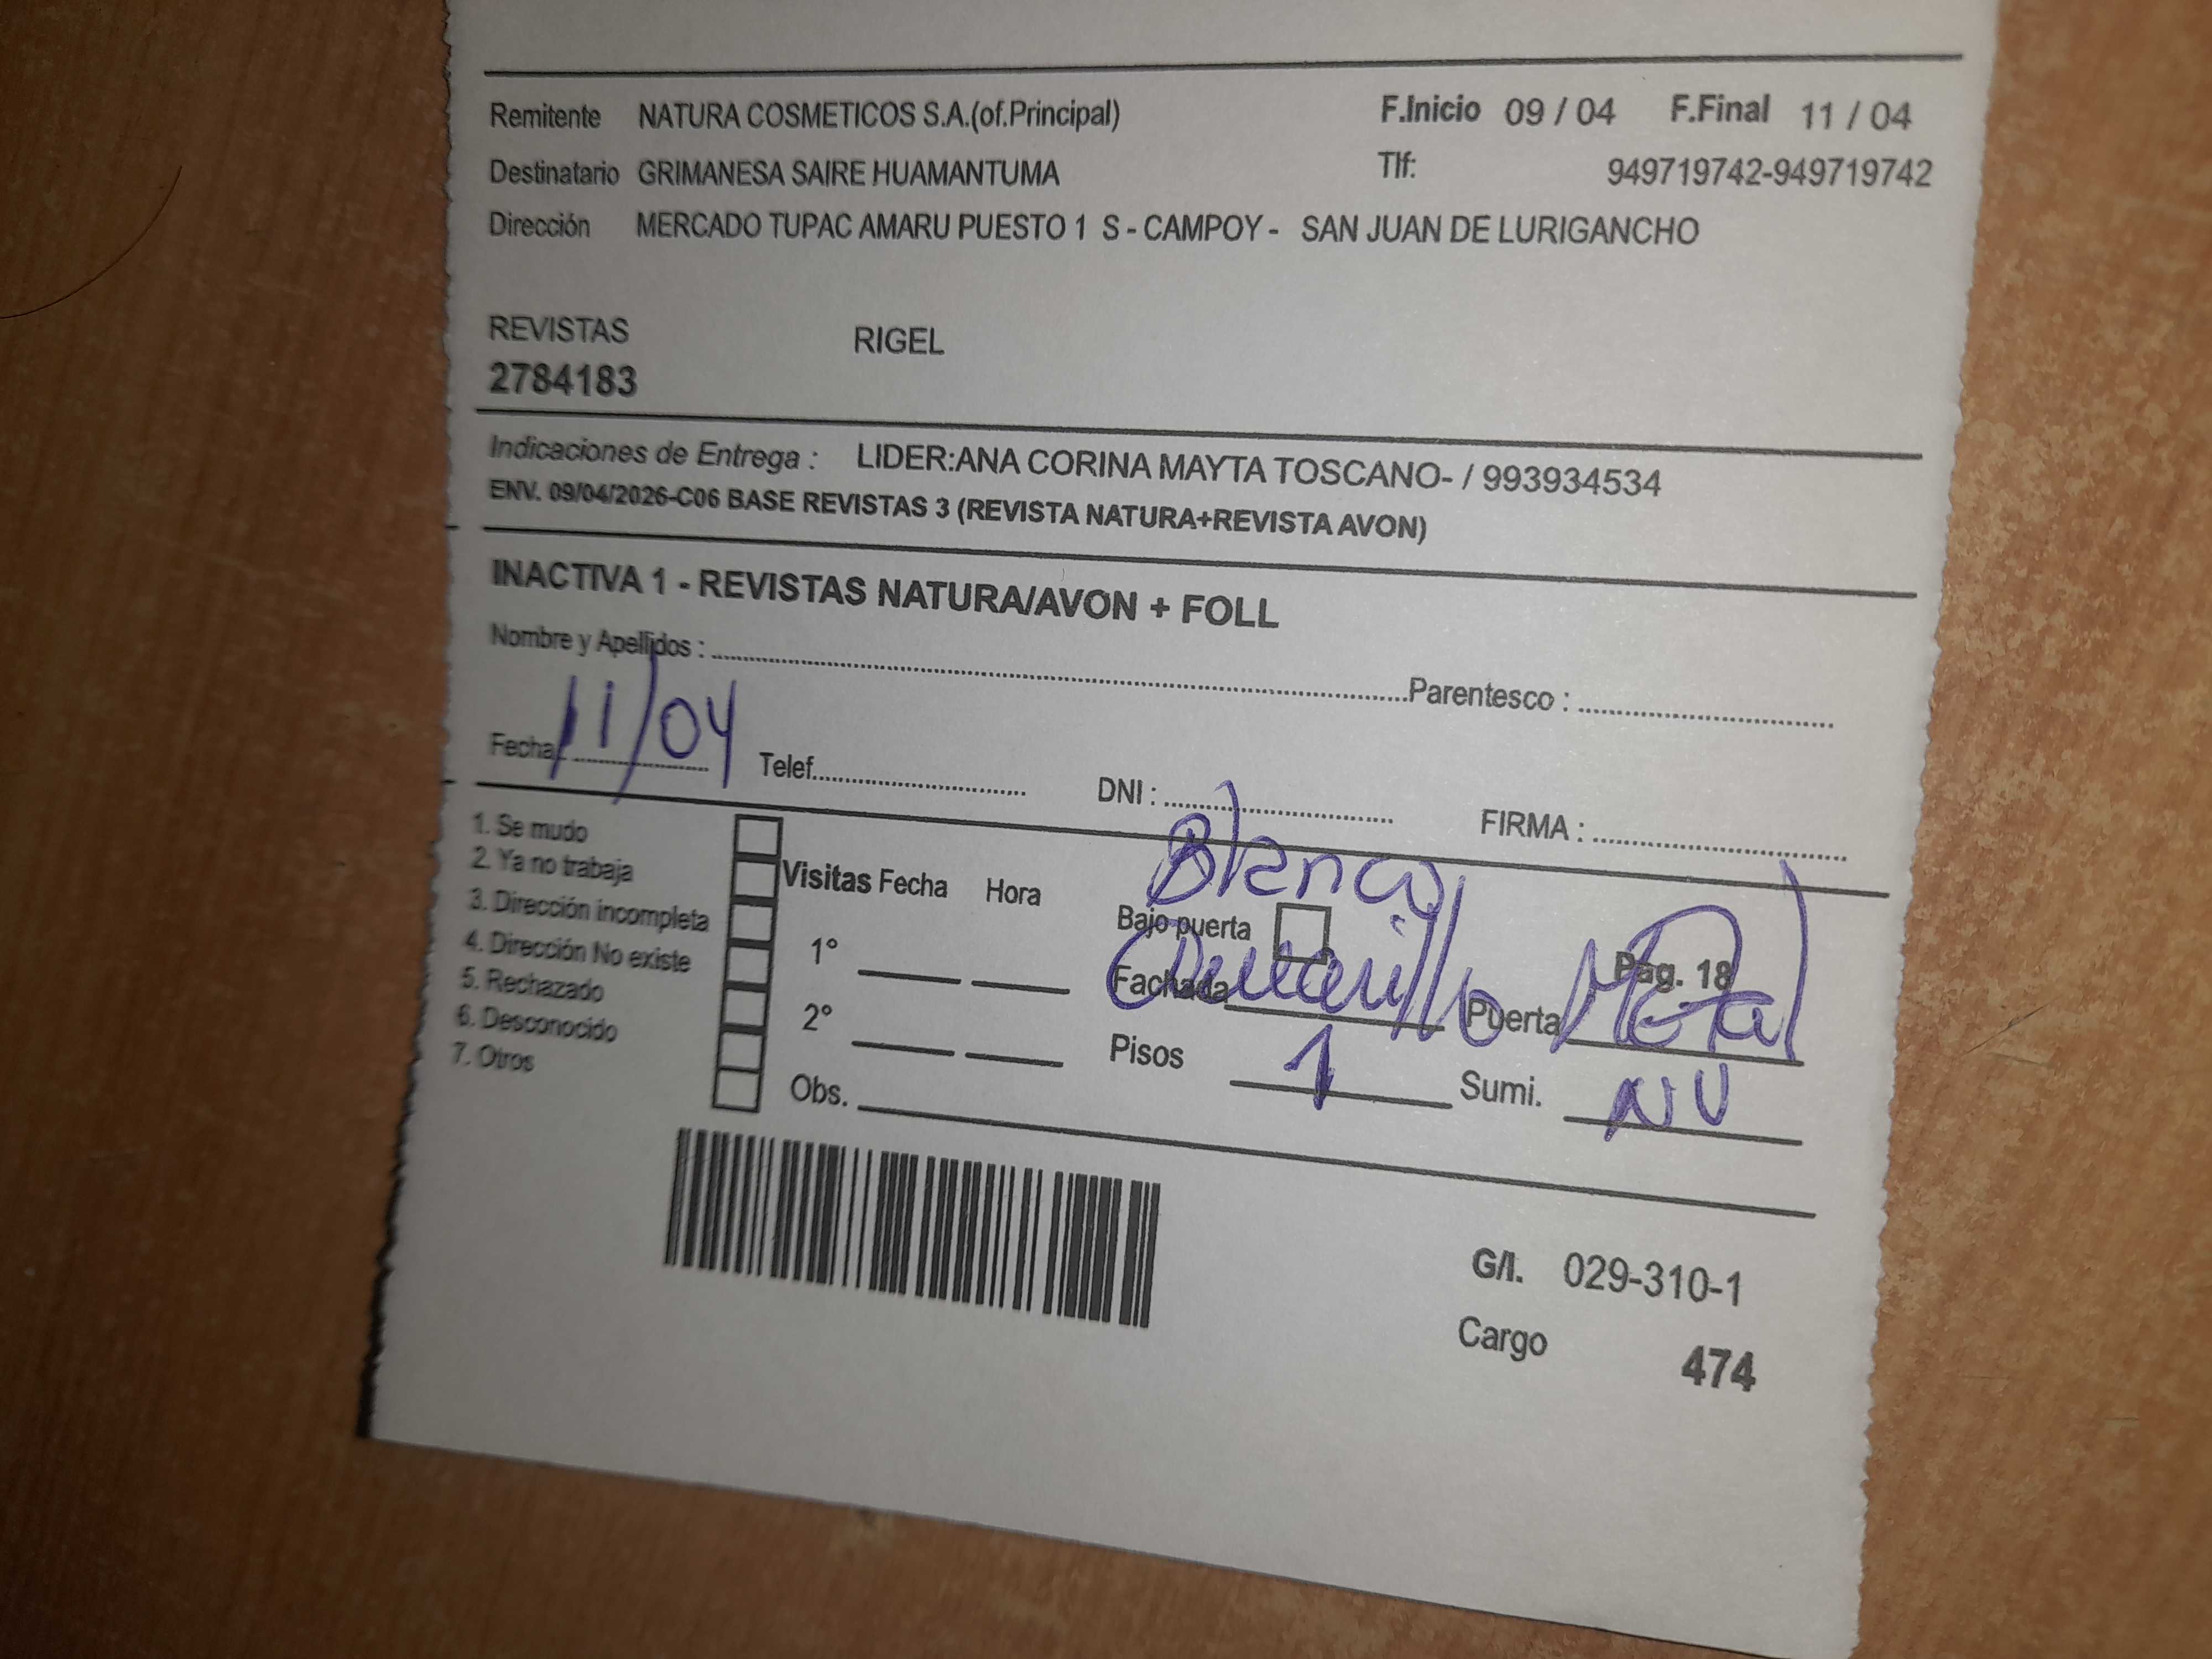 Remitente NATURA COSMETICOS S.A.(of.Principal) F.Inicio 09 / 04 F.Final 11 / 04
Destinatario GRIMANESA SAIRE HUAMANTUMA Tlf: 949719742-949719742
Dirección MERCADO TUPAC AMARU PUESTO 1 S - CAMPOY - SAN JUAN DE LURIGANCHO
REVISTAS RIGEL
2784183
Indicaciones de Entrega : LIDER:ANA CORINA MAYTA TOSCANO- / 993934534
ENV. 09/04/2026-C06 BASE REVISTAS 3 (REVISTA NATURA+REVISTA AVON)
INACTIVA 1 - REVISTAS NATURA/AVON + FOLL
Nombre y Apellidos : Parentesco :
Fecha 11/04 Telef. DNI : FIRMA :
1. Se mudo
2. Ya no trabaja
3. Dirección incompleta
4. Dirección No existe
5. Rechazado
6. Desconocido
7. Otros
Visitas Fecha Hora
1°
2°
Obs.
Blanco
Bajo puerta Pag. 18
Fachada Amarillo Puerta Metal
Pisos 1 Sumi. NV
G/I. 029-310-1
Cargo 474